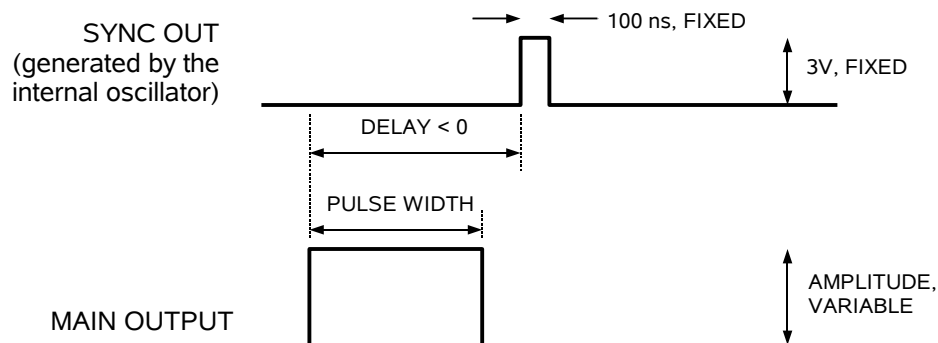 SYNC OUT
(generated by the
internal oscillator)
100 ns, FIXED
3V, FIXED
DELAY < 0
PULSE WIDTH
MAIN OUTPUT
AMPLITUDE,
VARIABLE